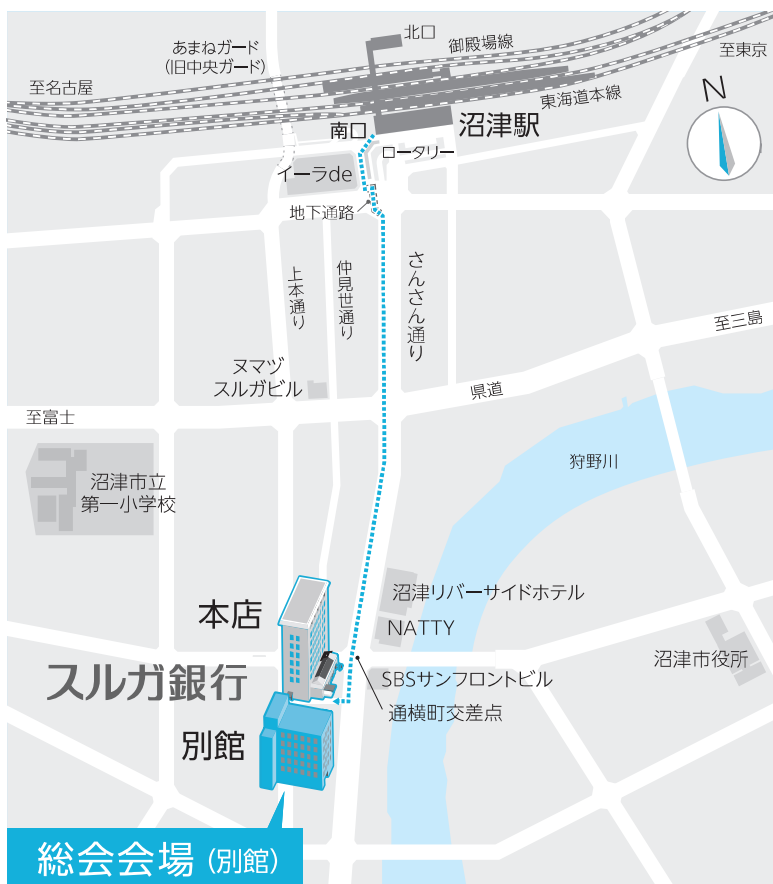 北口
あまねガード
（旧中央ガード）
御殿場線
至東京
至名古屋
東海道本線
N
南口
沼津駅
ロータリー
イーラde
地下通路
上本通り
仲見世通り
さんさん通り
至三島
ヌマヅ
スルガビル
県道
至富士
狩野川
沼津市立
第一小学校
沼津リバーサイドホテル
本店
NATTY
沼津市役所
スルガ銀行
SBSサンフロントビル
通横町交差点
別館
総会会場（別館）